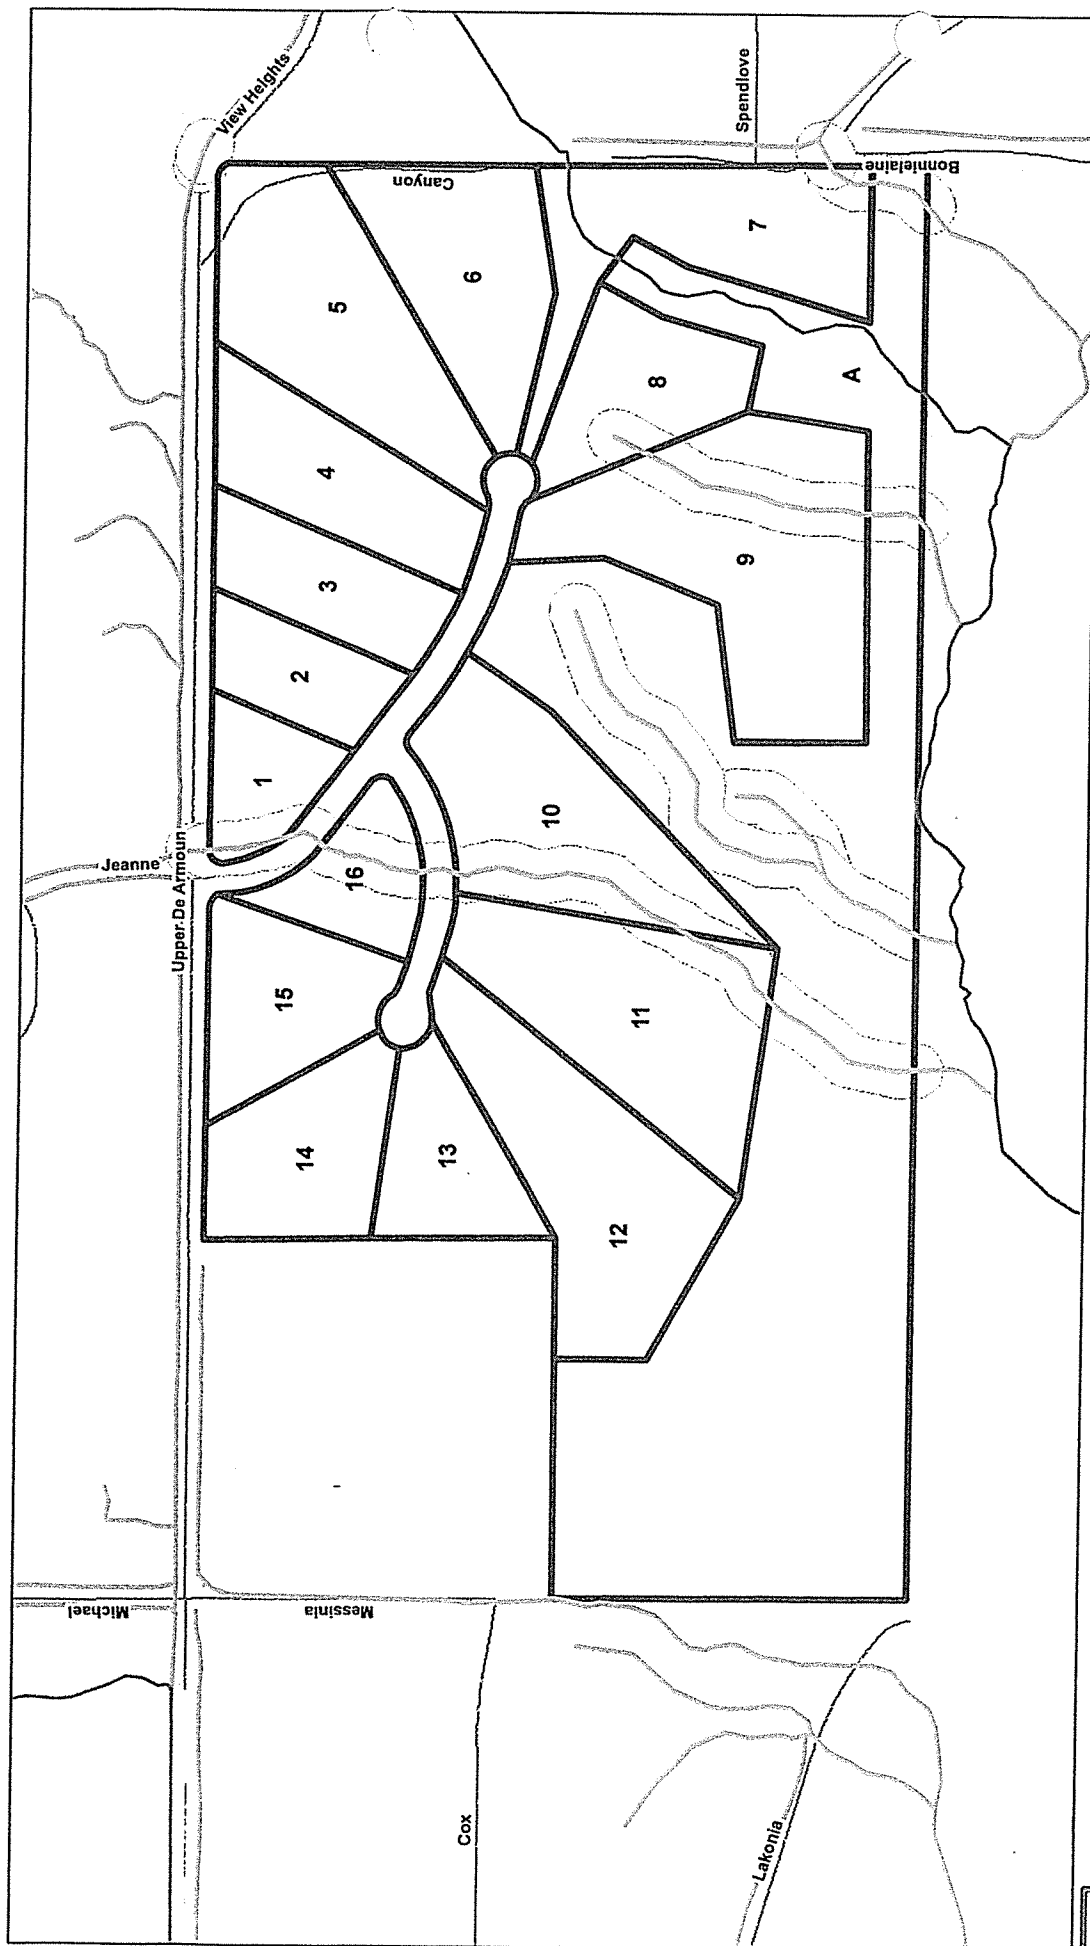 View Heights
Spendlove
Canyon
Bonnielaine
7
6
5
8
A
4
9
3
2
1
Jeanne
Upper De Armoun
10
16
15
11
14
13
12
Michael
Messinia
Cox
Lakonia